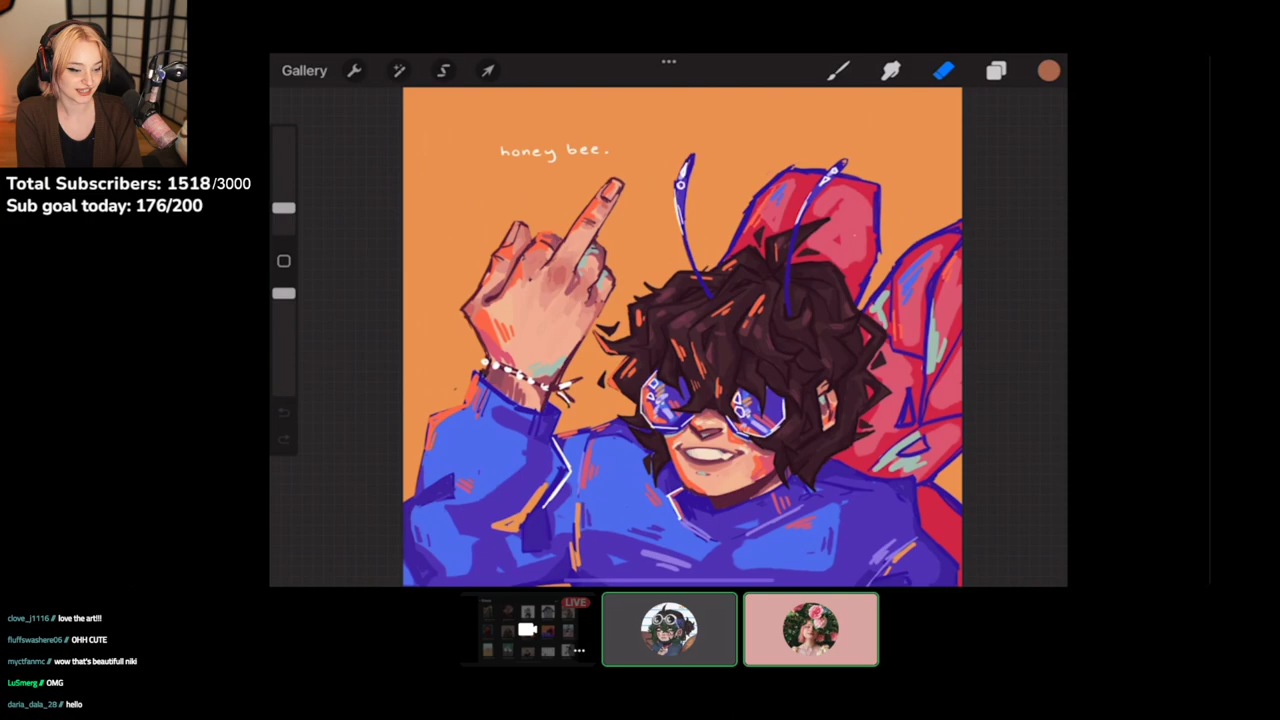 Gallery
honey bee.
Total Subscribers: 1518/3000
Sub goal today: 176/200
LIVE
clove_j1116 // love the art!!!
fluffswashere06 // OHH CUTE
myctfanmc // wow that's beautifull niki
LuSmerg // OMG
daria_dala_28 // hello